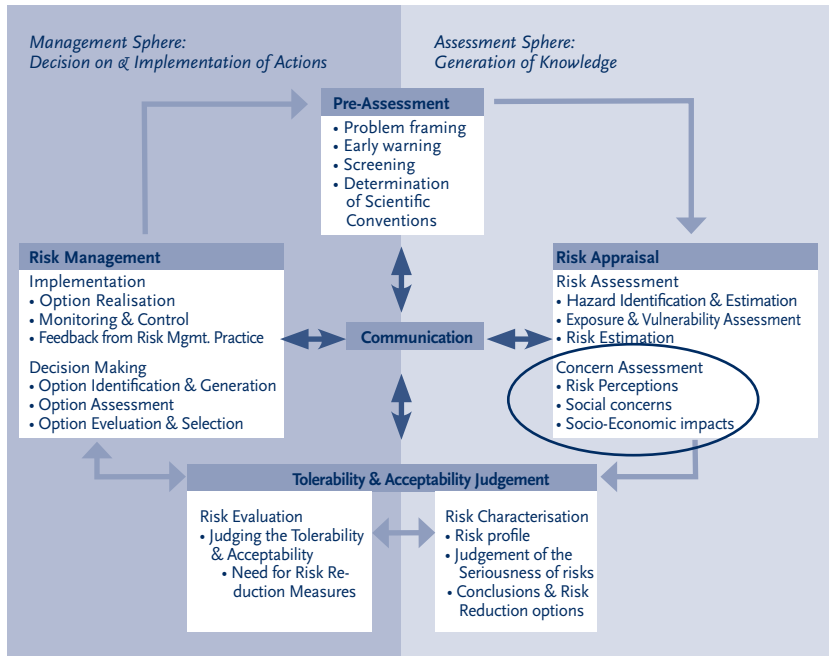 Management Sphere:
Decision on & Implementation of Actions
Assessment Sphere:
Generation of Knowledge
Pre-Assessment
• Problem framing
• Early warning
• Screening
• Determination
of Scientific
Conventions
Risk Management
Implementation
• Option Realisation
• Monitoring & Control
• Feedback from Risk Mgmt. Practice
Decision Making
• Option Identification & Generation
• Option Assessment
• Option Eveluation & Selection
Communication
Risk Appraisal
Risk Assessment
• Hazard Identification & Estimation
• Exposure & Vulnerability Assessment
• Risk Estimation
Concern Assessment
• Risk Perceptions
• Social concerns
• Socio-Economic impacts
Tolerability & Acceptability Judgement
Risk Evaluation
• Judging the Tolerability
& Acceptability
• Need for Risk Re-
duction Measures
Risk Characterisation
• Risk profile
• Judgement of the
Seriousness of risks
• Conclusions & Risk
Reduction options